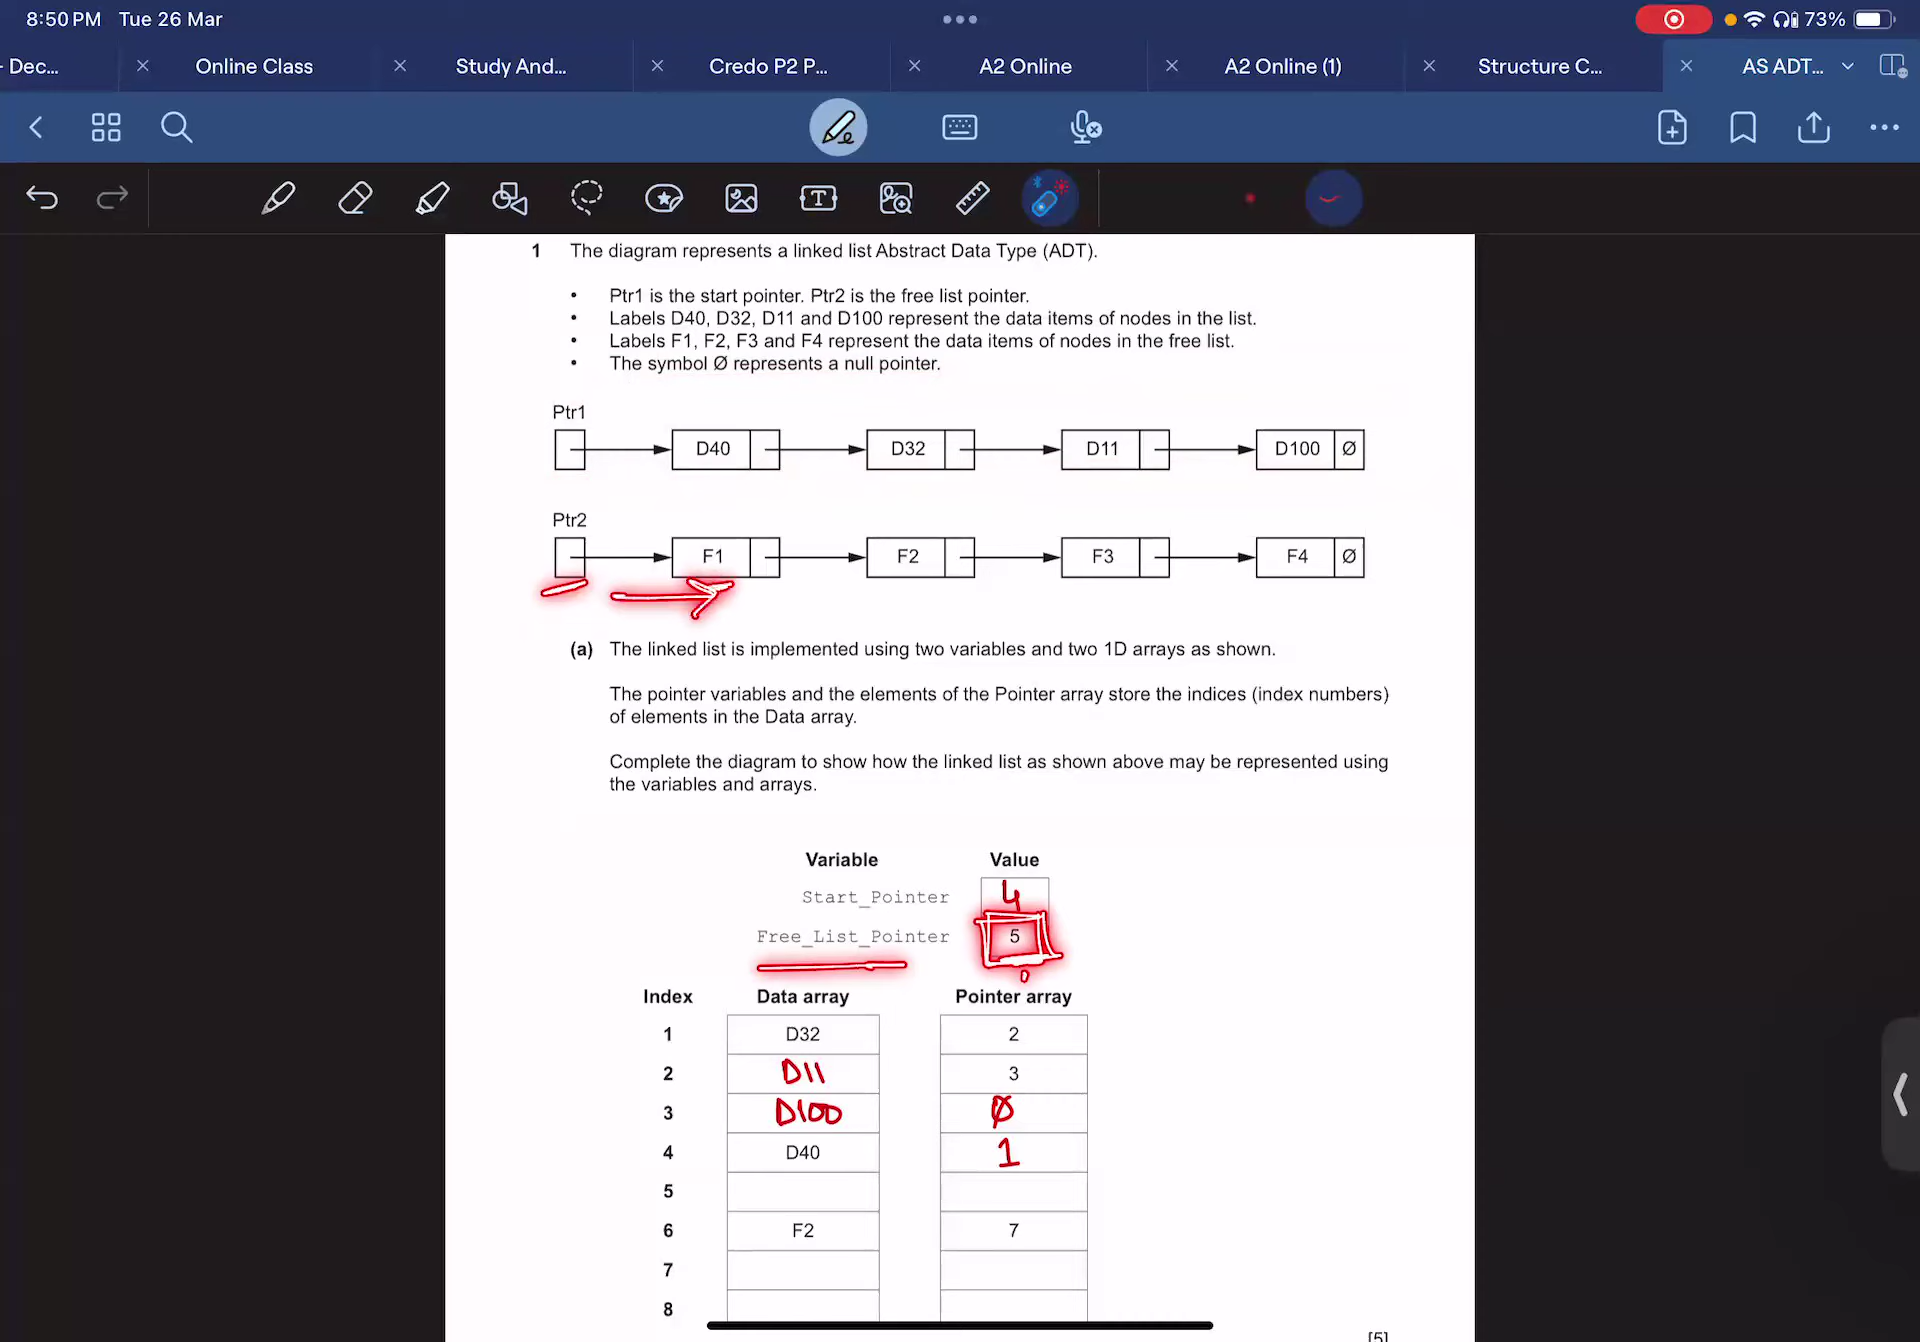 8:50 PM Tue 26 Mar
73%
- Dec...
Online Class
Study And...
Credo P2 P...
A2 Online
A2 Online (1)
Structure C...
AS ADT...
1 The diagram represents a linked list Abstract Data Type (ADT).
• Ptr1 is the start pointer. Ptr2 is the free list pointer.
• Labels D40, D32, D11 and D100 represent the data items of nodes in the list.
• Labels F1, F2, F3 and F4 represent the data items of nodes in the free list.
• The symbol Ø represents a null pointer.
Ptr1
D40 D32 D11 D100 Ø
Ptr2
F1 F2 F3 F4 Ø
(a) The linked list is implemented using two variables and two 1D arrays as shown.
The pointer variables and the elements of the Pointer array store the indices (index numbers)
of elements in the Data array.
Complete the diagram to show how the linked list as shown above may be represented using
the variables and arrays.
Variable Value
Start_Pointer 4
Free_List_Pointer 5
Index Data array Pointer array
1 D32 2
2 D11 3
3 D100 Ø
4 D40 1
5
6 F2 7
7
8
[5]